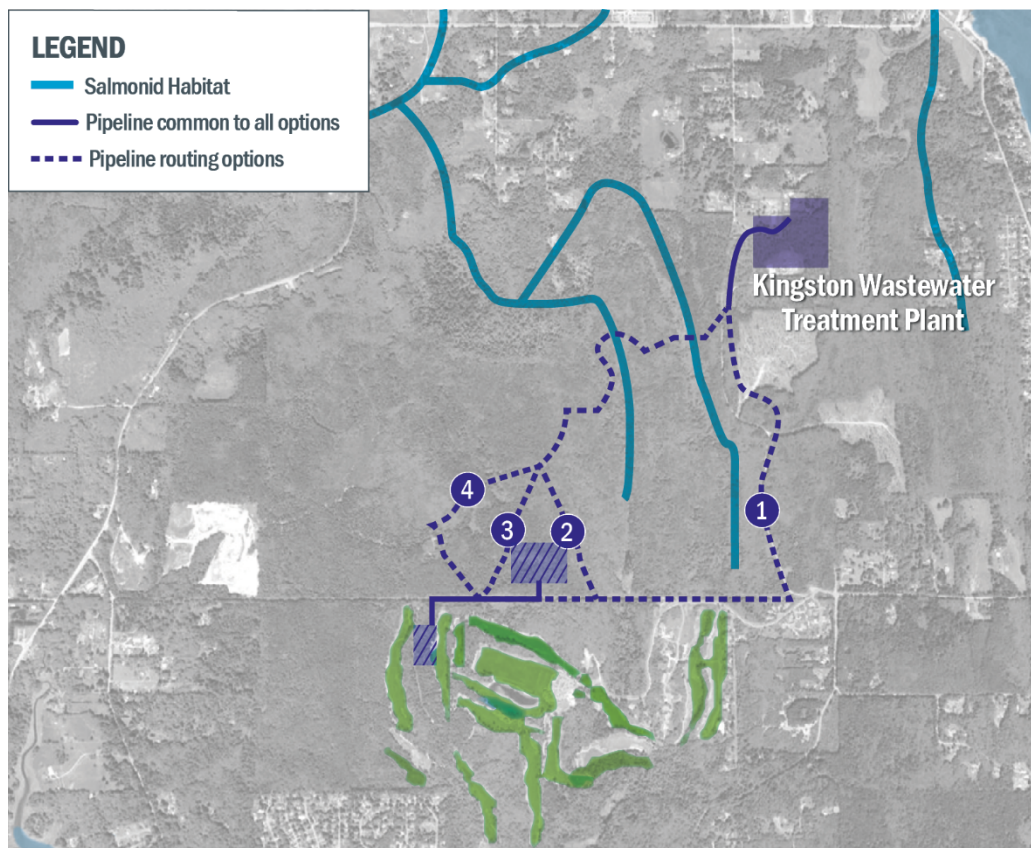 LEGEND
Salmonid Habitat
Pipeline common to all options
Pipeline routing options
Kingston Wastewater
Treatment Plant
4
3
2
1